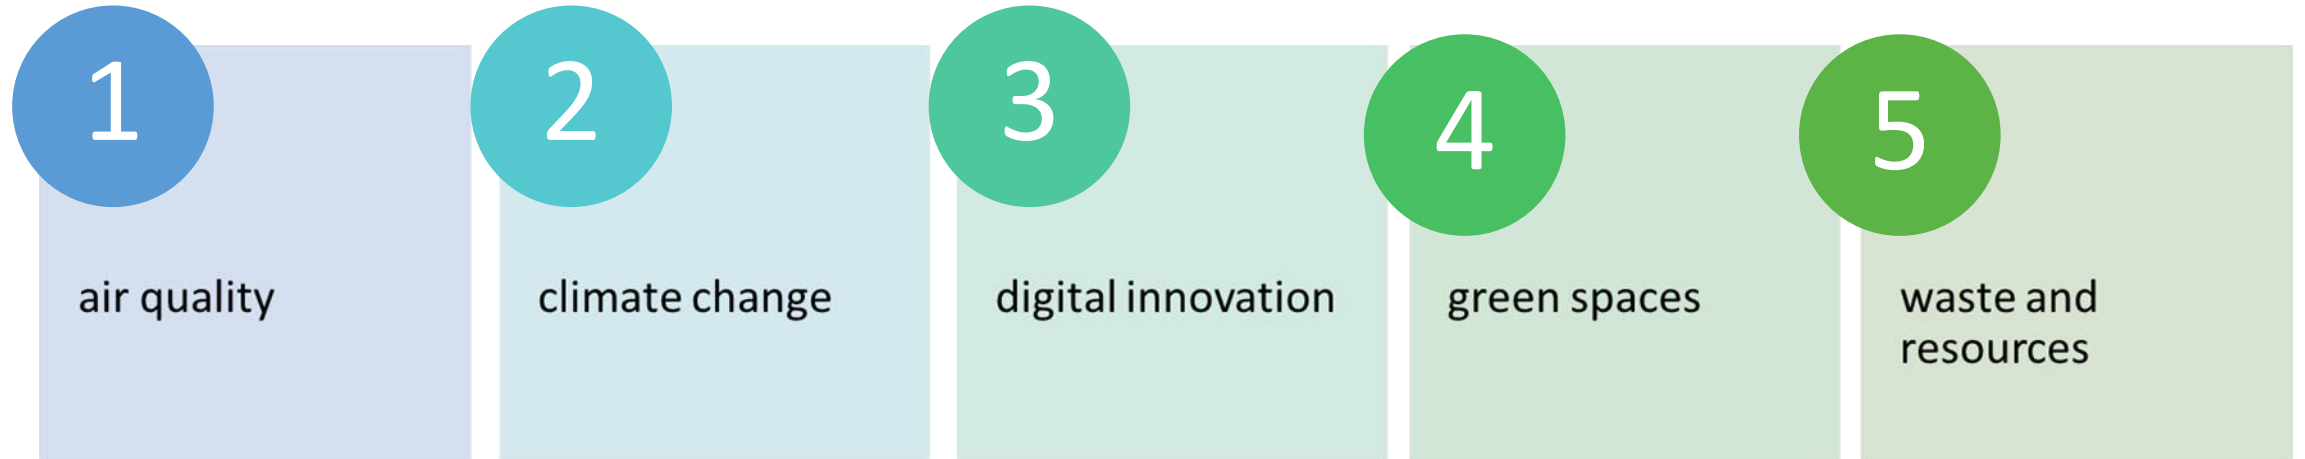 1
air quality
2
climate change
3
digital innovation
4
green spaces
5
waste and
resources